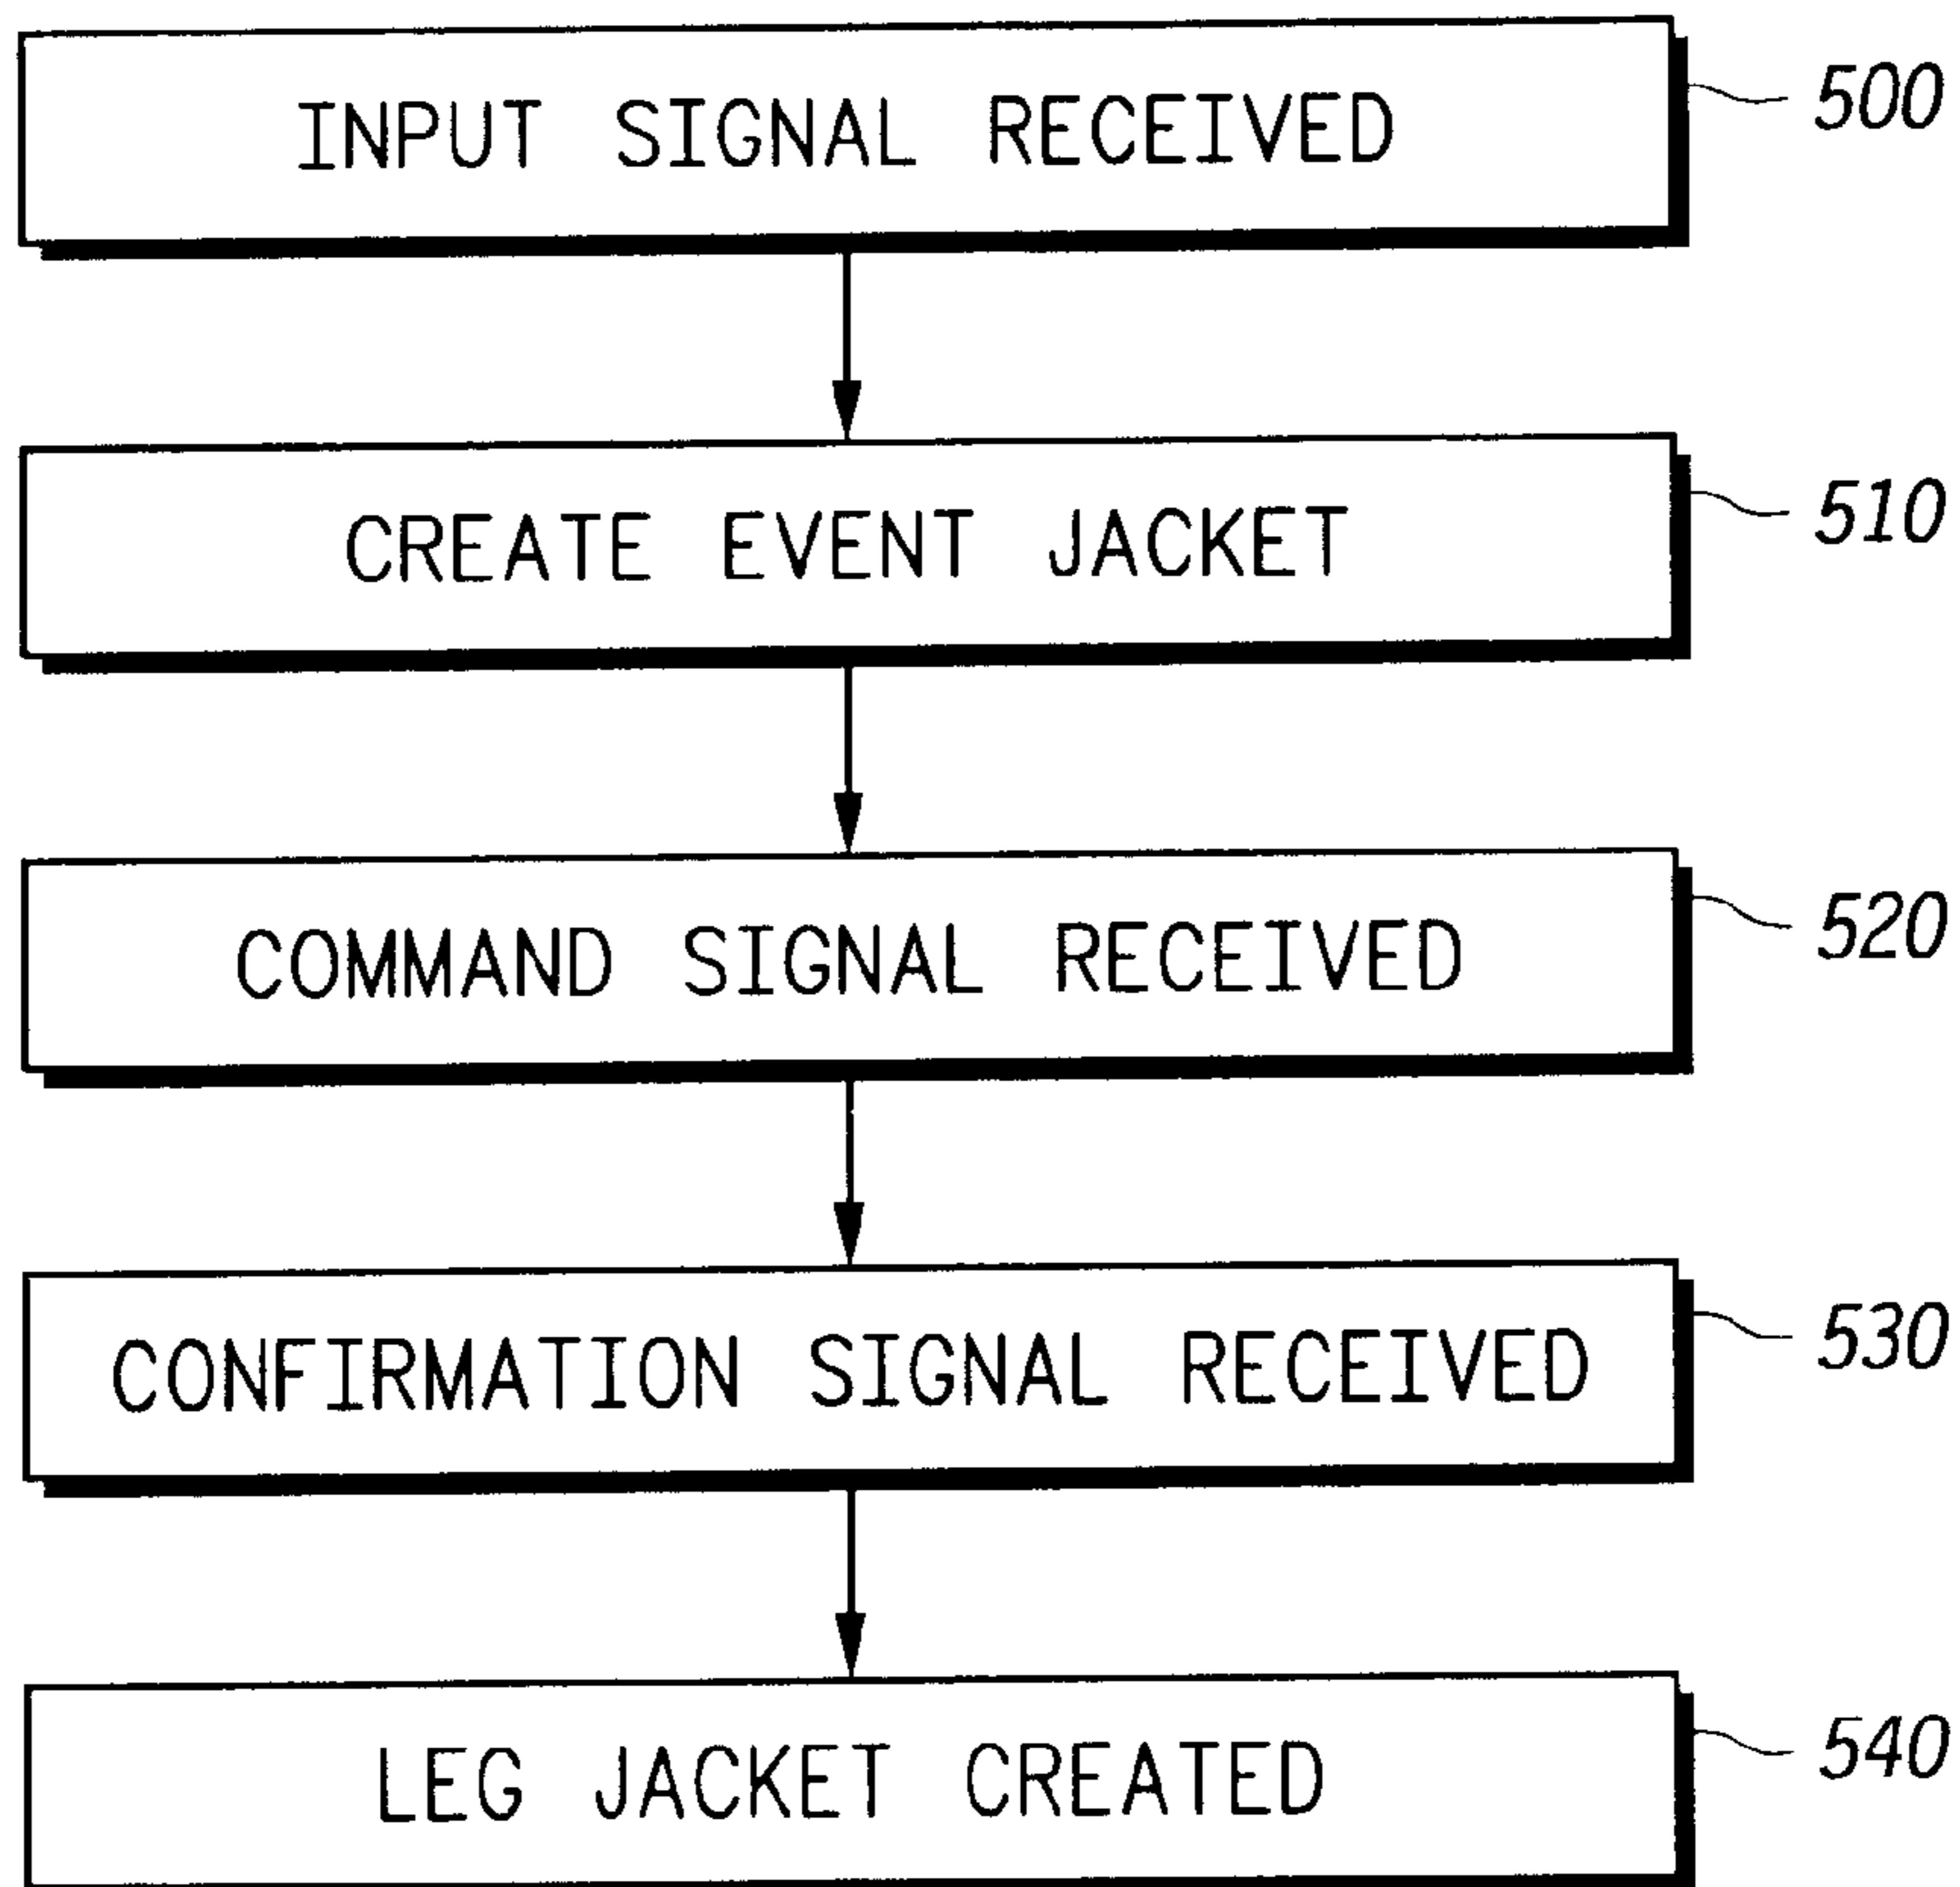 INPUT SIGNAL RECEIVED 500
CREATE EVENT JACKET 510
COMMAND SIGNAL RECEIVED 520
CONFIRMATION SIGNAL RECEIVED 530
LEG JACKET CREATED 540